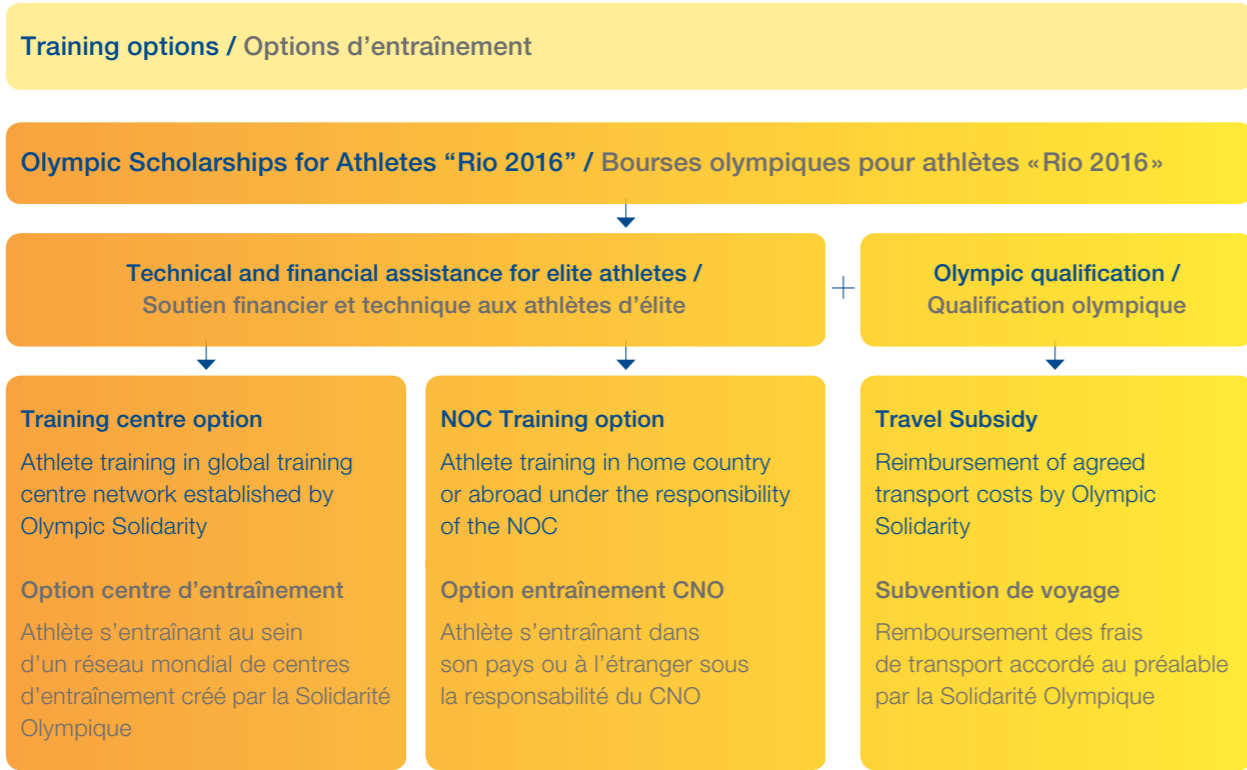 Training options / Options d’entraînement
Olympic Scholarships for Athletes “Rio 2016” / Bourses olympiques pour athlètes «Rio 2016»
Technical and financial assistance for elite athletes /
Soutien financier et technique aux athlètes d’élite
+
Olympic qualification /
Qualification olympique
Training centre option
Athlete training in global training
centre network established by
Olympic Solidarity
Option centre d’entraînement
Athlète s’entraînant au sein
d’un réseau mondial de centres
d’entraînement créé par la Solidarité
Olympique
NOC Training option
Athlete training in home country
or abroad under the responsibility
of the NOC
Option entraînement CNO
Athlète s’entraînant dans
son pays ou à l’étranger sous
la responsabilité du CNO
Travel Subsidy
Reimbursement of agreed
transport costs by Olympic
Solidarity
Subvention de voyage
Remboursement des frais
de transport accordé au préalable
par la Solidarité Olympique